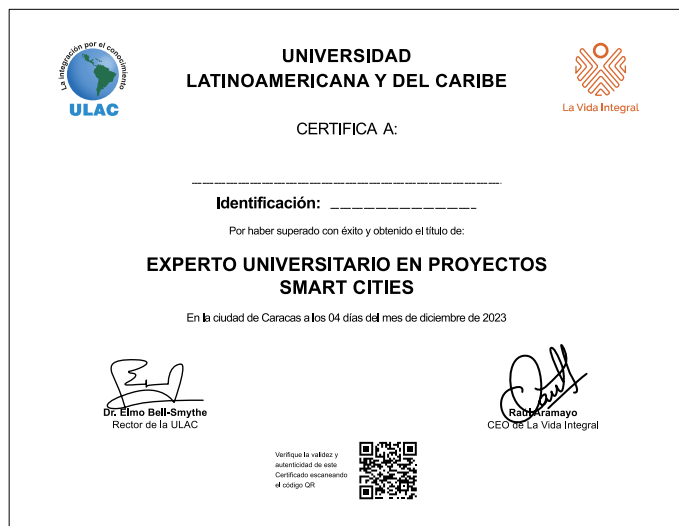 La integración por el conocimiento
ULAC
UNIVERSIDAD
LATINOAMERICANA Y DEL CARIBE
La Vida Integral
CERTIFICA A:
Identificación:
Por haber superado con éxito y obtenido el título de:
EXPERTO UNIVERSITARIO EN PROYECTOS
SMART CITIES
En la ciudad de Caracas a los 04 días del mes de diciembre de 2023
Dr. Elmo Bell-Smythe
Rector de la ULAC
Raúl Aramayo
CEO de La Vida Integral
Verifique la validez y
autenticidad de este
Certificado escaneando
el código QR